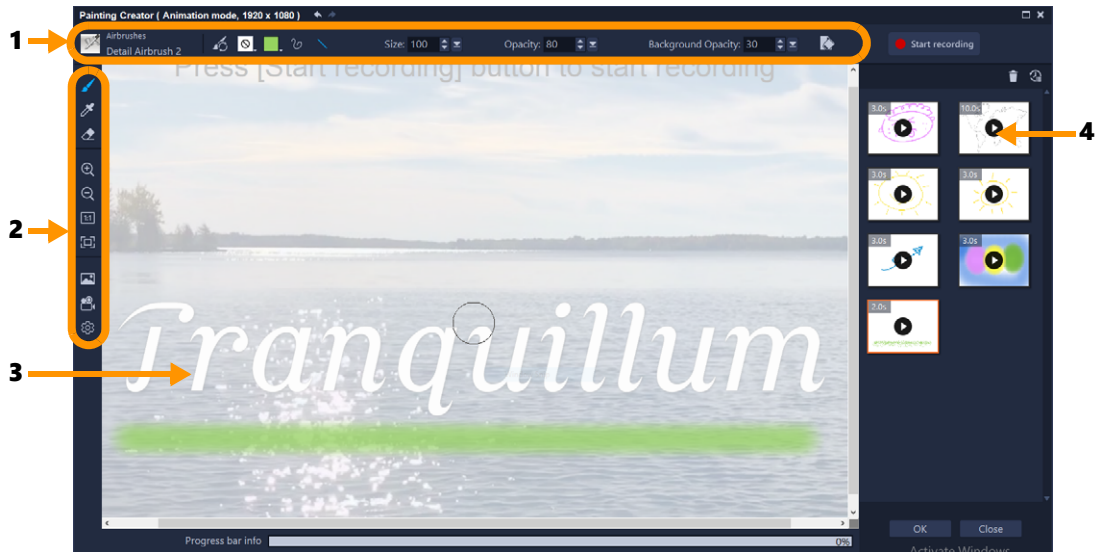 Painting Creator ( Animation mode, 1920 x 1080 )
1
Airbrushes
Detail Airbrush 2
Size: 100
Opacity: 80
Background Opacity: 30
Start recording
Press [Start recording] button to start recording
2
1:1
3.0s
10.0s
4
3.0s
3.0s
3.0s
3.0s
Tranquillum
3
7.0s
Progress bar info
0%
OK
Close
Activate Windows